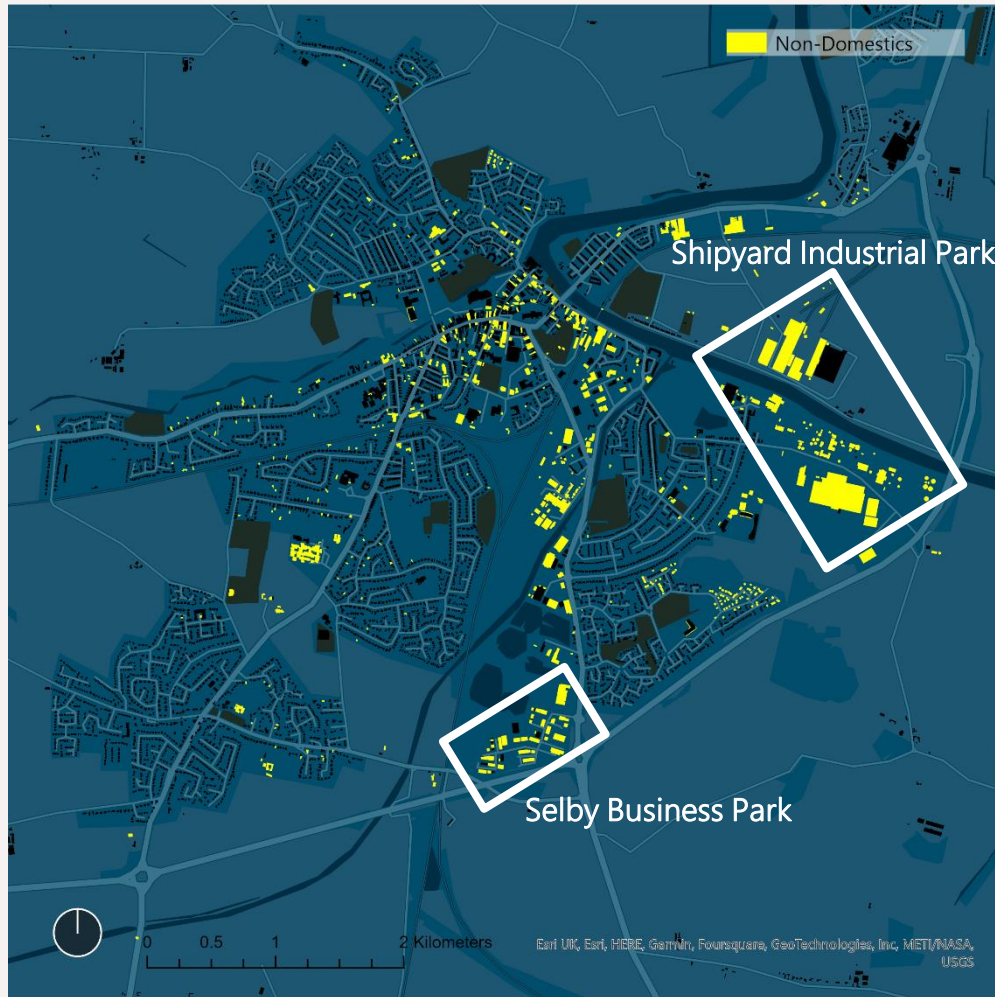 Non-Domestics
Shipyard Industrial Park
Selby Business Park
0 0.5 1 2 Kilometers
Esri UK, Esri, HERE, Garmin, Foursquare, GeoTechnologies, Inc, METI/NASA,
USGS